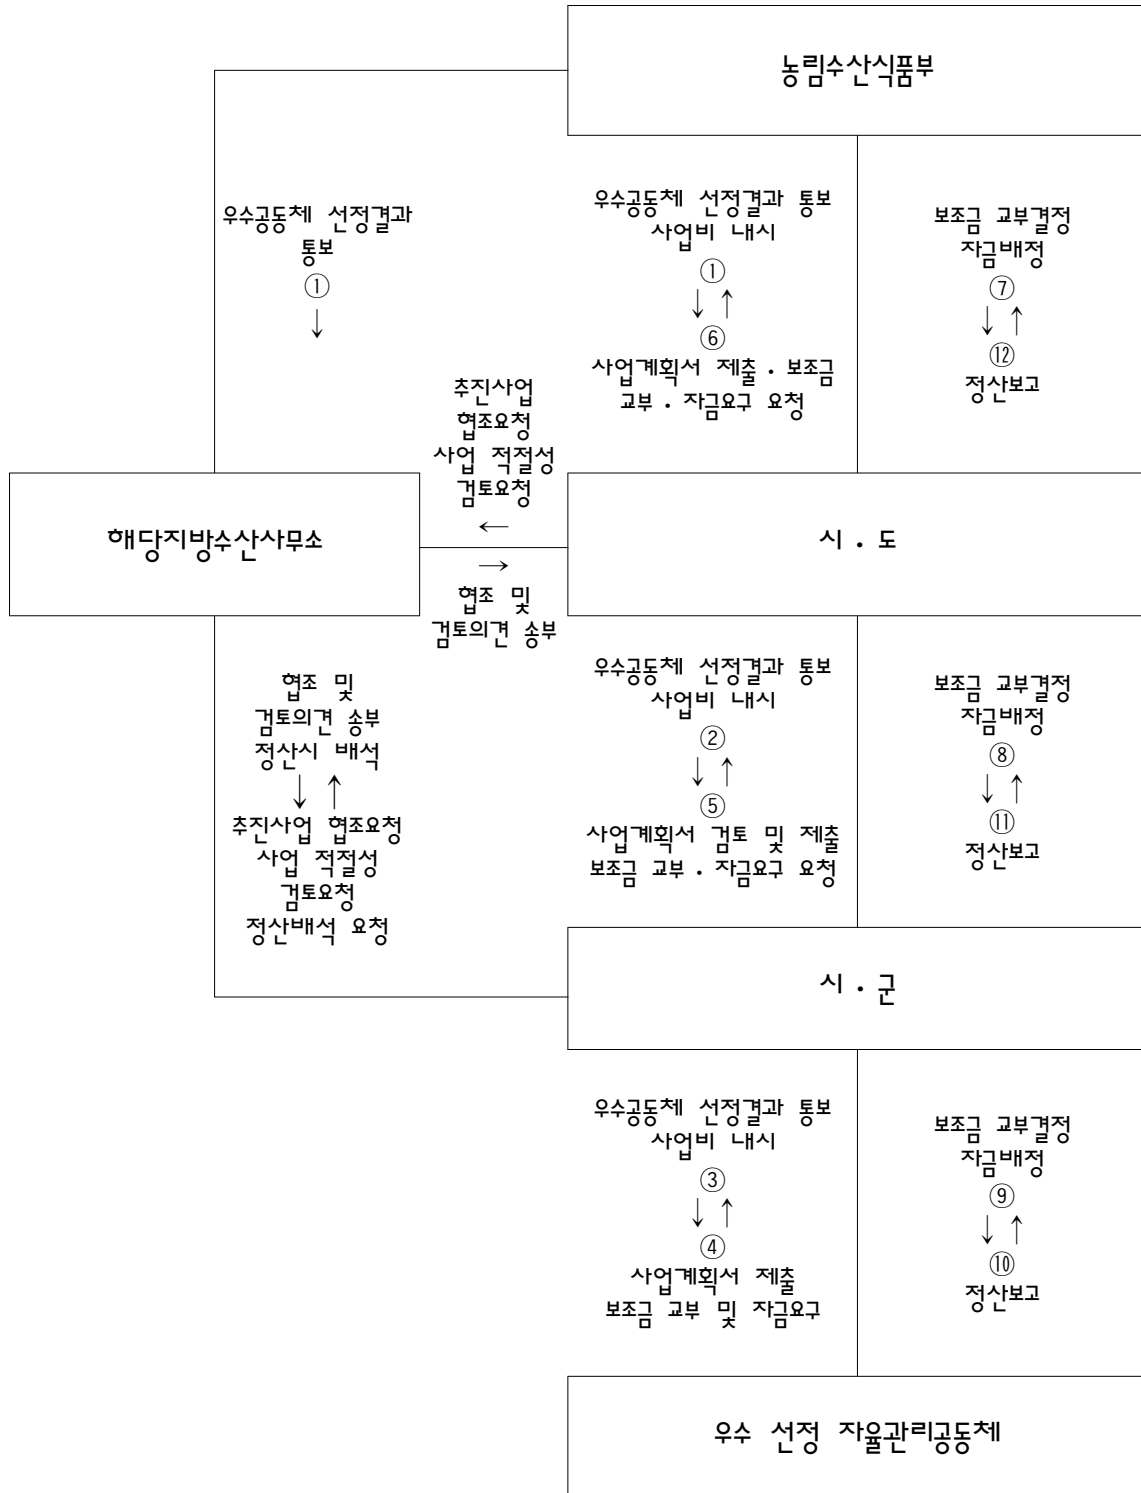 농림수산식품부
우수공동체 선정결과
통보
①
↓
우수공동체 선정결과 통보
사업비 내시
①
↓ ↑
⑥
사업계획서 제출·보조금
교부·자금요구 요청
보조금 교부결정
자금배정
⑦
↓ ↑
⑫
정산보고
추진사업
협조요청
사업 적절성
검토요청
←
해당지방수산사무소
시·도
→
협조 및
검토의견 송부
협조 및
검토의견 송부
정산시 배석
↓ ↑
추진사업 협조요청
사업 적절성
검토요청
정산배석 요청
우수공동체 선정결과 통보
사업비 내시
②
↓ ↑
⑤
사업계획서 검토 및 제출
보조금 교부·자금요구 요청
보조금 교부결정
자금배정
⑧
↓ ↑
⑪
정산보고
시·군
우수공동체 선정결과 통보
사업비 내시
③
↓ ↑
④
사업계획서 제출
보조금 교부 및 자금요구
보조금 교부결정
자금배정
⑨
↓ ↑
⑩
정산보고
우수 선정 자율관리공동체